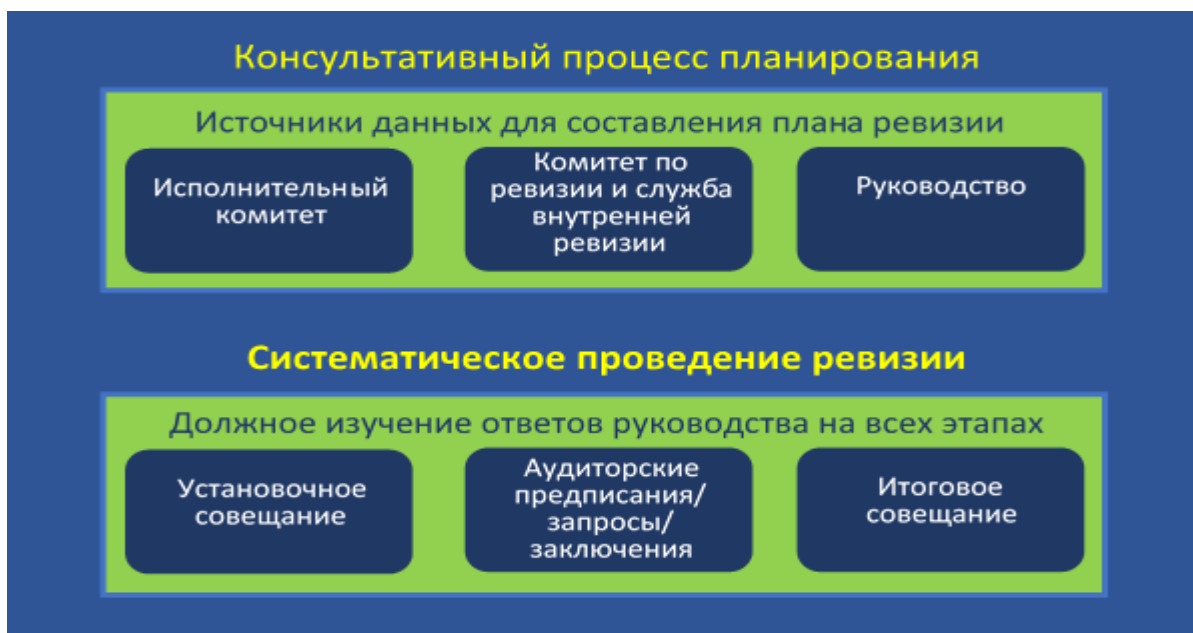 Консультативный процесс планирования
Источники данных для составления плана ревизии
Исполнительный
комитет
Комитет по
ревизии и служба
внутренней
ревизии
Руководство
Систематическое проведение ревизии
Должное изучение ответов руководства на всех этапах
Установочное
совещание
Аудиторские
предписания/
запросы/
заключения
Итоговое
совещание